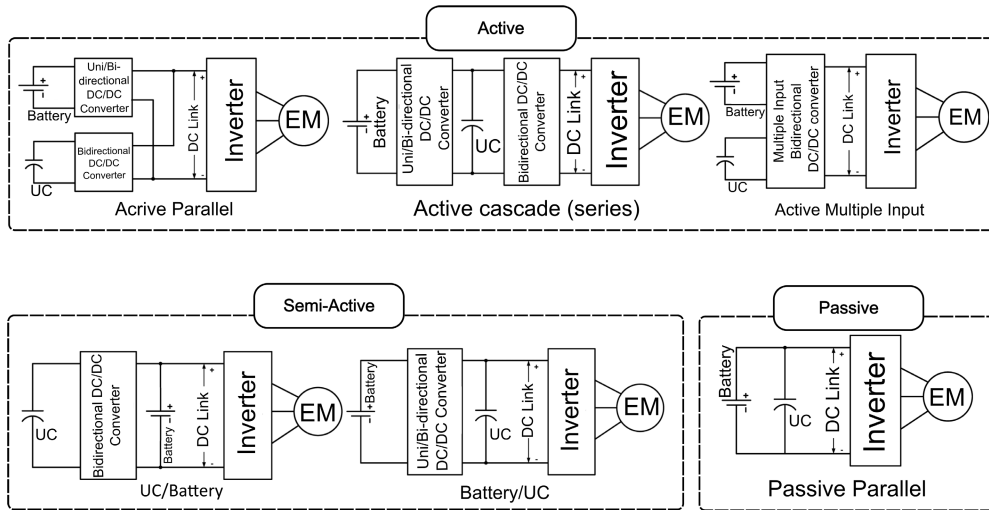 Active
Battery
Uni/Bi-
directional
DC/DC
Converter
UC
Bidirectional
DC/DC
Converter
+
DC Link
-
Inverter
EM
Acrive Parallel
Battery
Uni/Bi-directional
DC/DC
Converter
UC
Bidirectional DC/DC
Converter
+
DC Link
-
Inverter
EM
Active cascade (series)
+
Battery
UC
Multiple Input
Bidirectional
DC/DC converter
+
DC Link
-
Inverter
EM
Active Multiple Input
Semi-Active
UC
Bidirectional DC/DC
Converter
Battery
+
DC Link
-
Inverter
EM
UC/Battery
Battery
Uni/Bi-directional
DC/DC Converter
UC
+
DC Link
-
Inverter
EM
Battery/UC
Passive
Battery
UC
+
DC Link
-
Inverter
EM
Passive Parallel